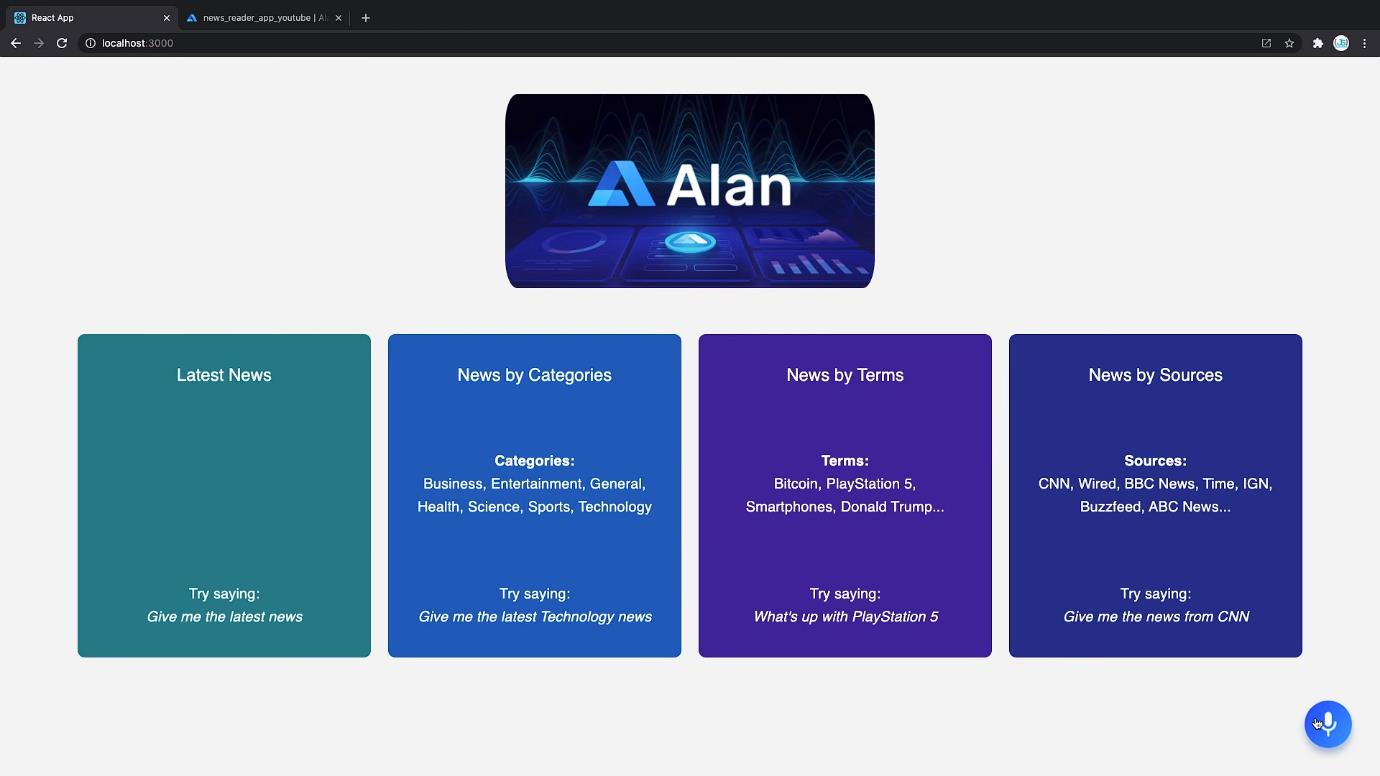 React App
news_reader_app_youtube | Al
localhost:3000
Alan
Latest News
Try saying:
Give me the latest news
News by Categories
Categories:
Business, Entertainment, General,
Health, Science, Sports, Technology
Try saying:
Give me the latest Technology news
News by Terms
Terms:
Bitcoin, PlayStation 5,
Smartphones, Donald Trump...
Try saying:
What's up with PlayStation 5
News by Sources
Sources:
CNN, Wired, BBC News, Time, IGN,
Buzzfeed, ABC News...
Try saying:
Give me the news from CNN